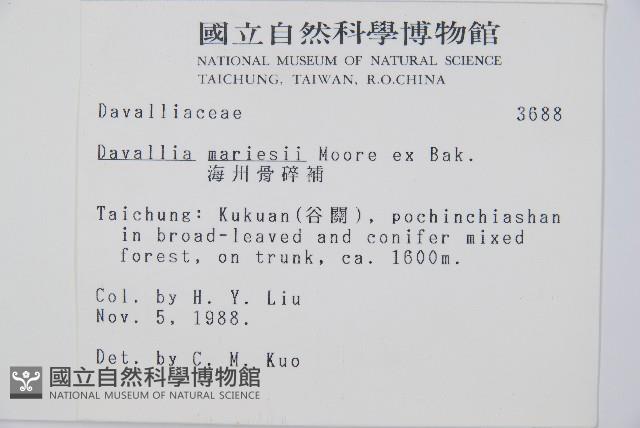 國立自然科學博物館
NATIONAL MUSEUM OF NATURAL SCIENCE
TAICHUNG, TAIWAN, R.O.CHINA
Davalliaceae 3688
Davallia mariesii Moore ex Bak.
海州骨碎補
Taichung: Kukuan(谷關), pochinchiashan
in broad-leaved and conifer mixed
forest, on trunk, ca. 1600m.
Col. by H. Y. Liu
Nov. 5, 1988.
Det. by C. M. Kuo
國立自然科學博物館
NATIONAL MUSEUM OF NATURAL SCIENCE